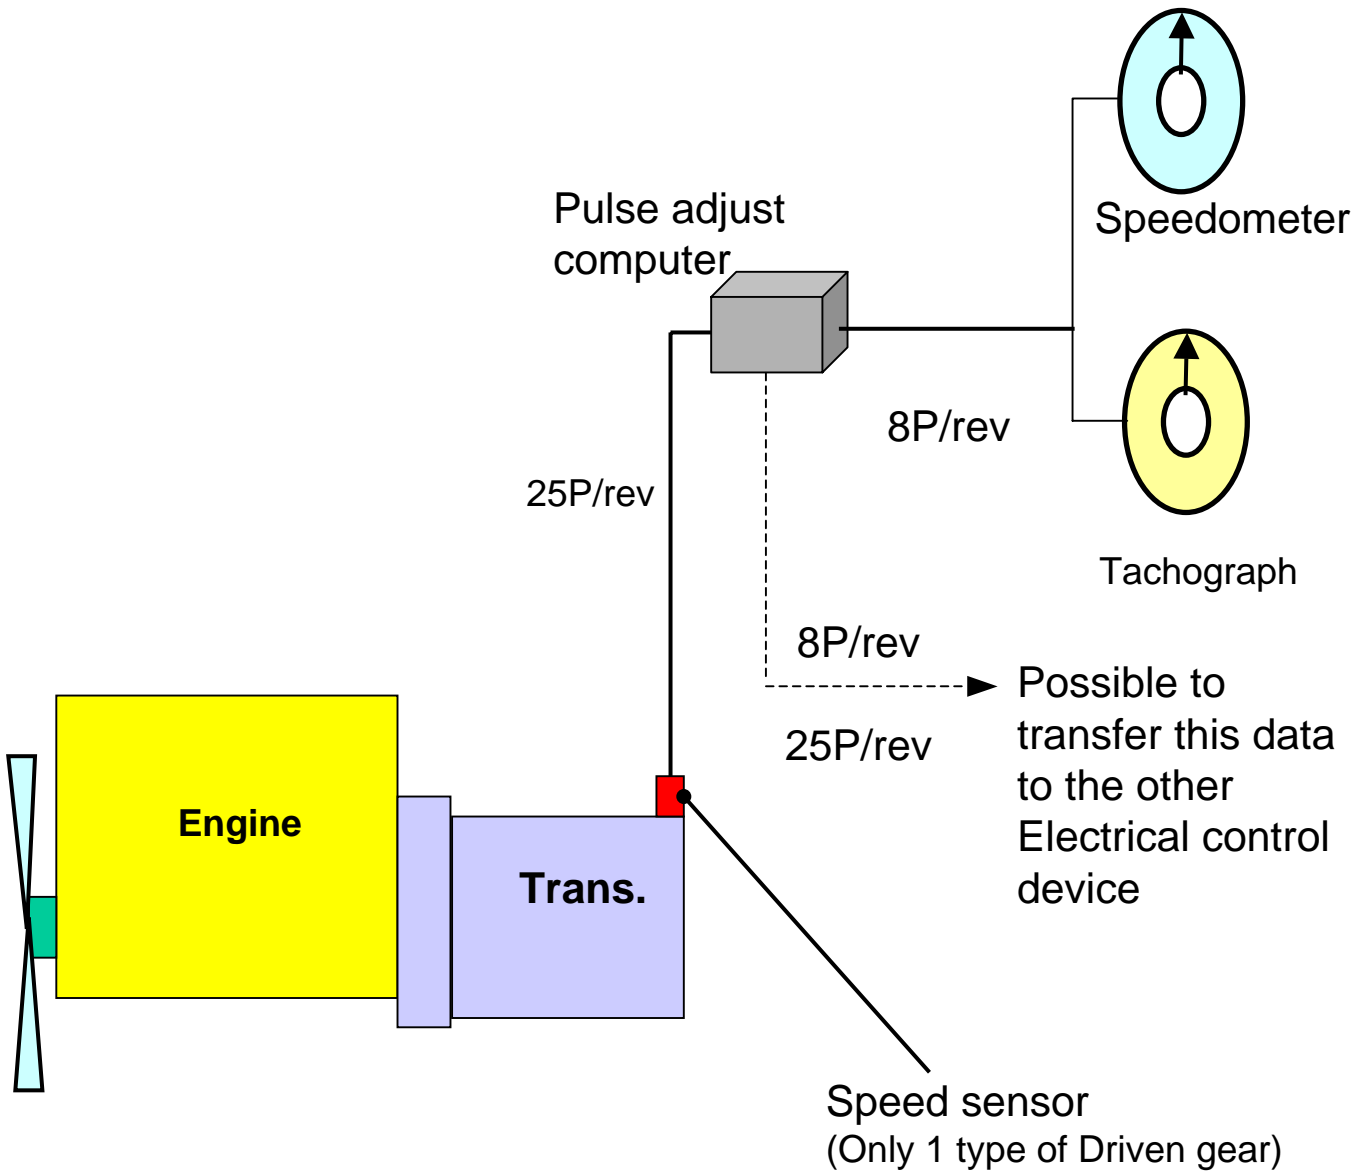 Pulse adjust
computer
Speedometer
8P/rev
25P/rev
Tachograph
8P/rev
25P/rev
Possible to
transfer this data
to the other
Electrical control
device
Engine
Trans.
Speed sensor
(Only 1 type of Driven gear)